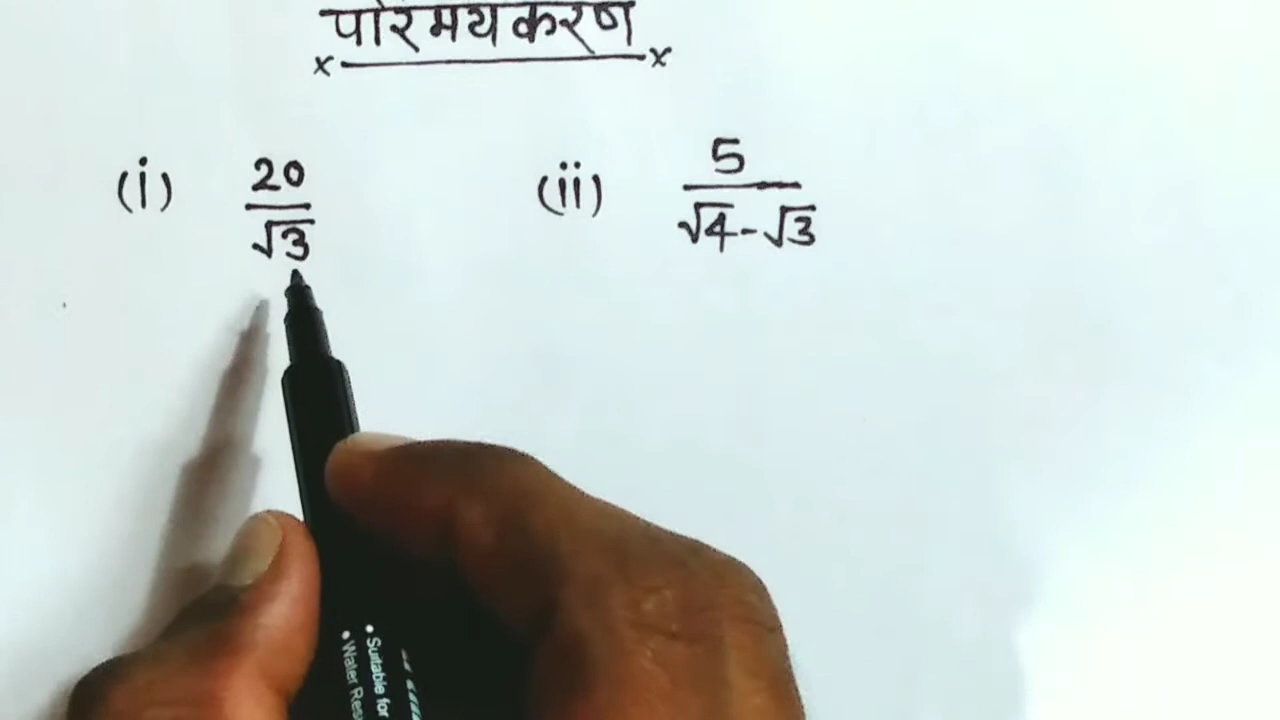 परिमेयकरण
(i) 20/√3 (ii) 5/(√4-√3)
• Suitable for
• Water Res